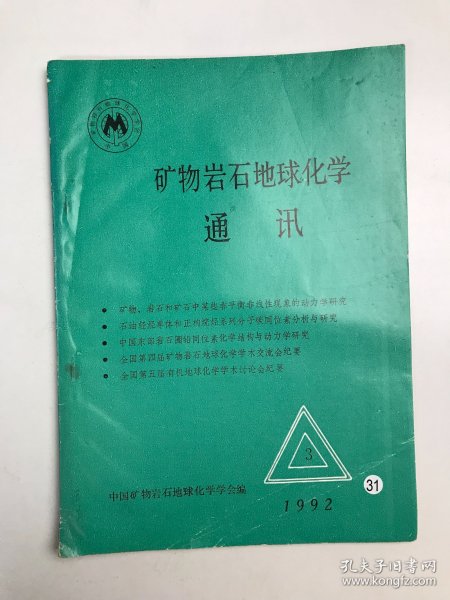 矿物岩石地球化学
通 讯
• 矿物、岩石和矿石中某些非平衡非线性现象的动力学研究
• 石油烃烃单体和正构烷烃系列分子碳同位素分析与研究
• 中国东部岩石圈铅同位素化学结构与动力学研究
• 全国第四届矿物岩石地球化学学术交流会纪要
• 全国第五届有机地球化学学术讨论会纪要
3
中国矿物岩石地球化学学会编
1992
31
孔夫子旧书网
www.kongfz.com